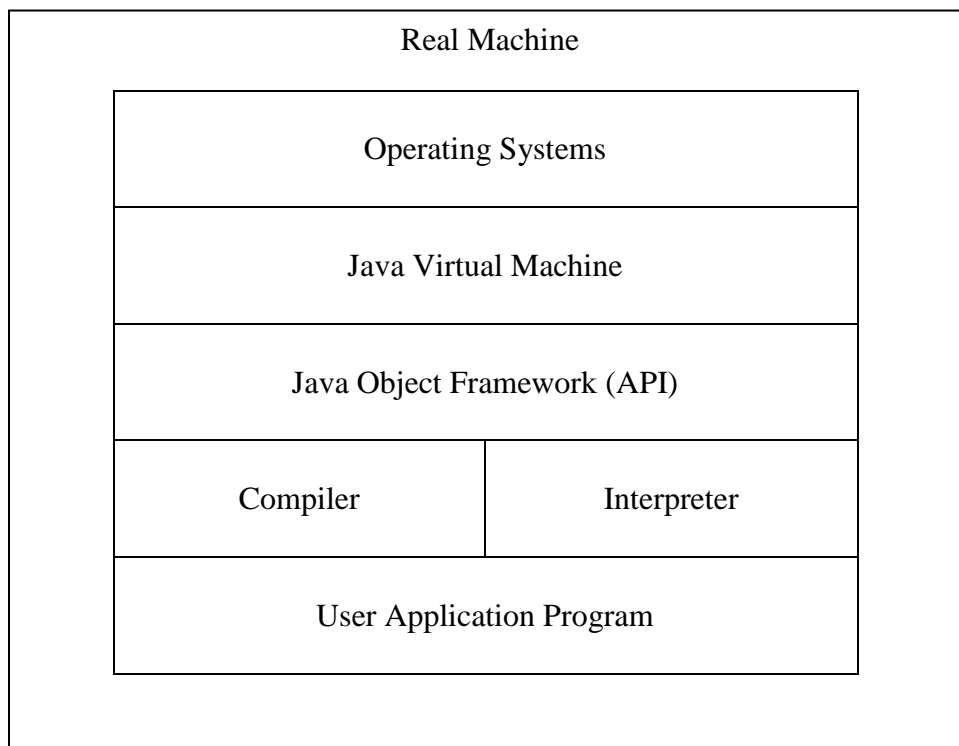 Real Machine
Operating Systems
Java Virtual Machine
Java Object Framework (API)
Compiler
Interpreter
User Application Program